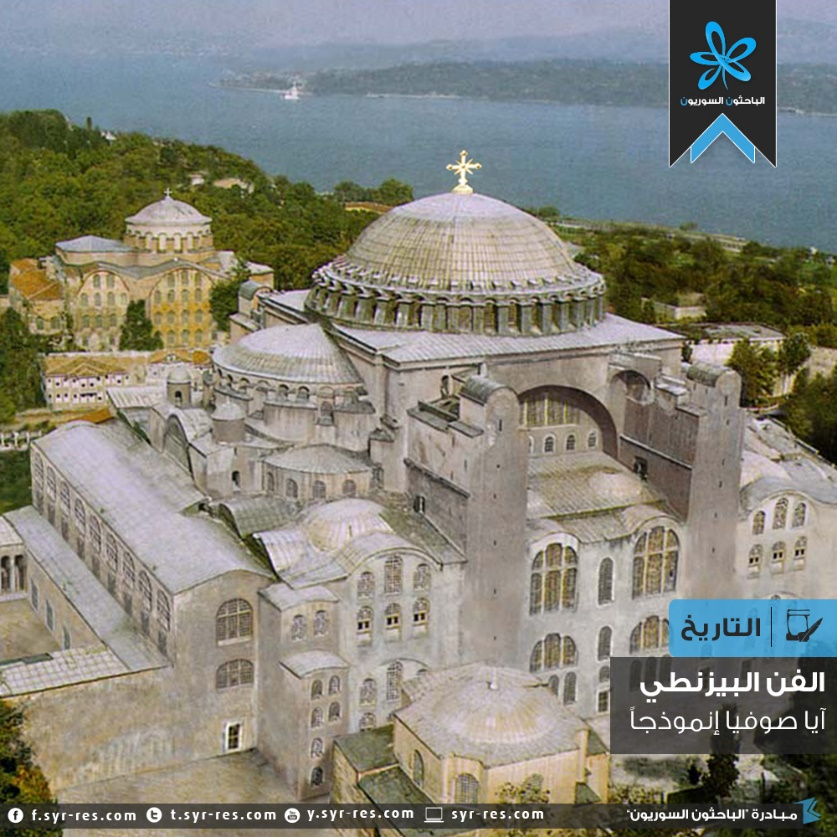 الباحثون السوريون
التاريخ
الفن البيزنطي
آيا صوفيا إنموذجاً
f.syr-res.com t.syr-res.com y.syr-res.com syr-res.com مبادرة "الباحثون السوريون"